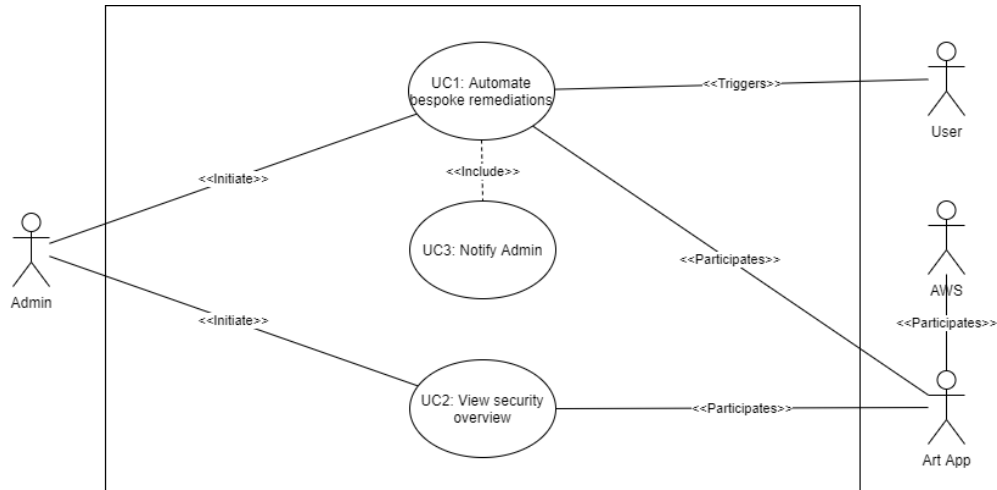 UC1: Automate
bespoke remediations
<<Triggers>>
User
<<Include>>
<<Initiate>>
UC3: Notify Admin
<<Participates>>
Admin
AWS
<<Initiate>>
<<Participates>>
UC2: View security
overview
<<Participates>>
Art App